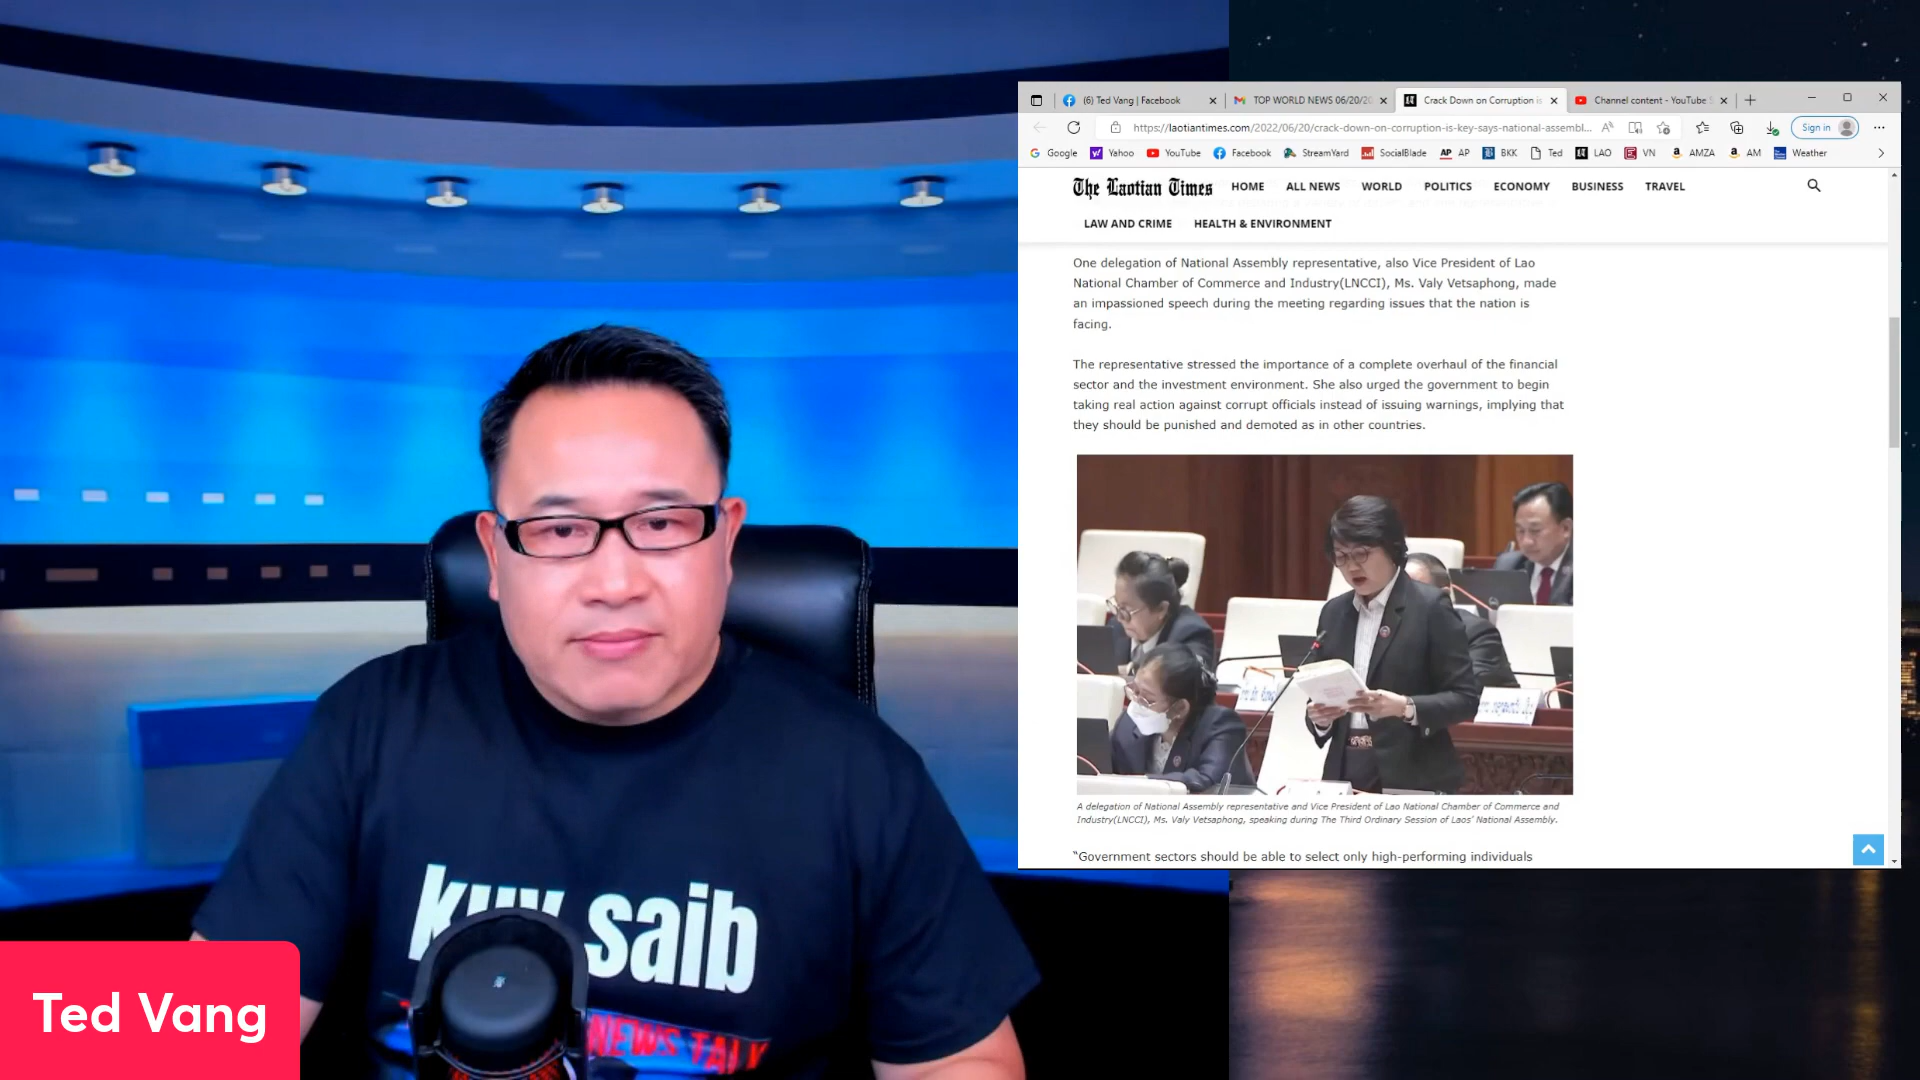 (6) Ted Vang | Facebook
TOP WORLD NEWS 06/20/20
Crack Down on Corruption is
Channel content - YouTube S
https://laotiantimes.com/2022/06/20/crack-down-on-corruption-is-key-says-national-assembl...
Sign in
Google
Yahoo
YouTube
Facebook
StreamYard
SocialBlade
AP AP
BKK
Ted
LAO
VN
AMZA
AM
Weather
The Laotian Times
HOME
ALL NEWS
WORLD
POLITICS
ECONOMY
BUSINESS
TRAVEL
LAW AND CRIME
HEALTH & ENVIRONMENT
One delegation of National Assembly representative, also Vice President of Lao
National Chamber of Commerce and Industry(LNCCI), Ms. Valy Vetsaphong, made
an impassioned speech during the meeting regarding issues that the nation is
facing.
The representative stressed the importance of a complete overhaul of the financial
sector and the investment environment. She also urged the government to begin
taking real action against corrupt officials instead of issuing warnings, implying that
they should be punished and demoted as in other countries.
A delegation of National Assembly representative and Vice President of Lao National Chamber of Commerce and
Industry(LNCCI), Ms. Valy Vetsaphong, speaking during The Third Ordinary Session of Laos' National Assembly.
“Government sectors should be able to select only high-performing individuals
saib
NEWS TALK
Ted Vang